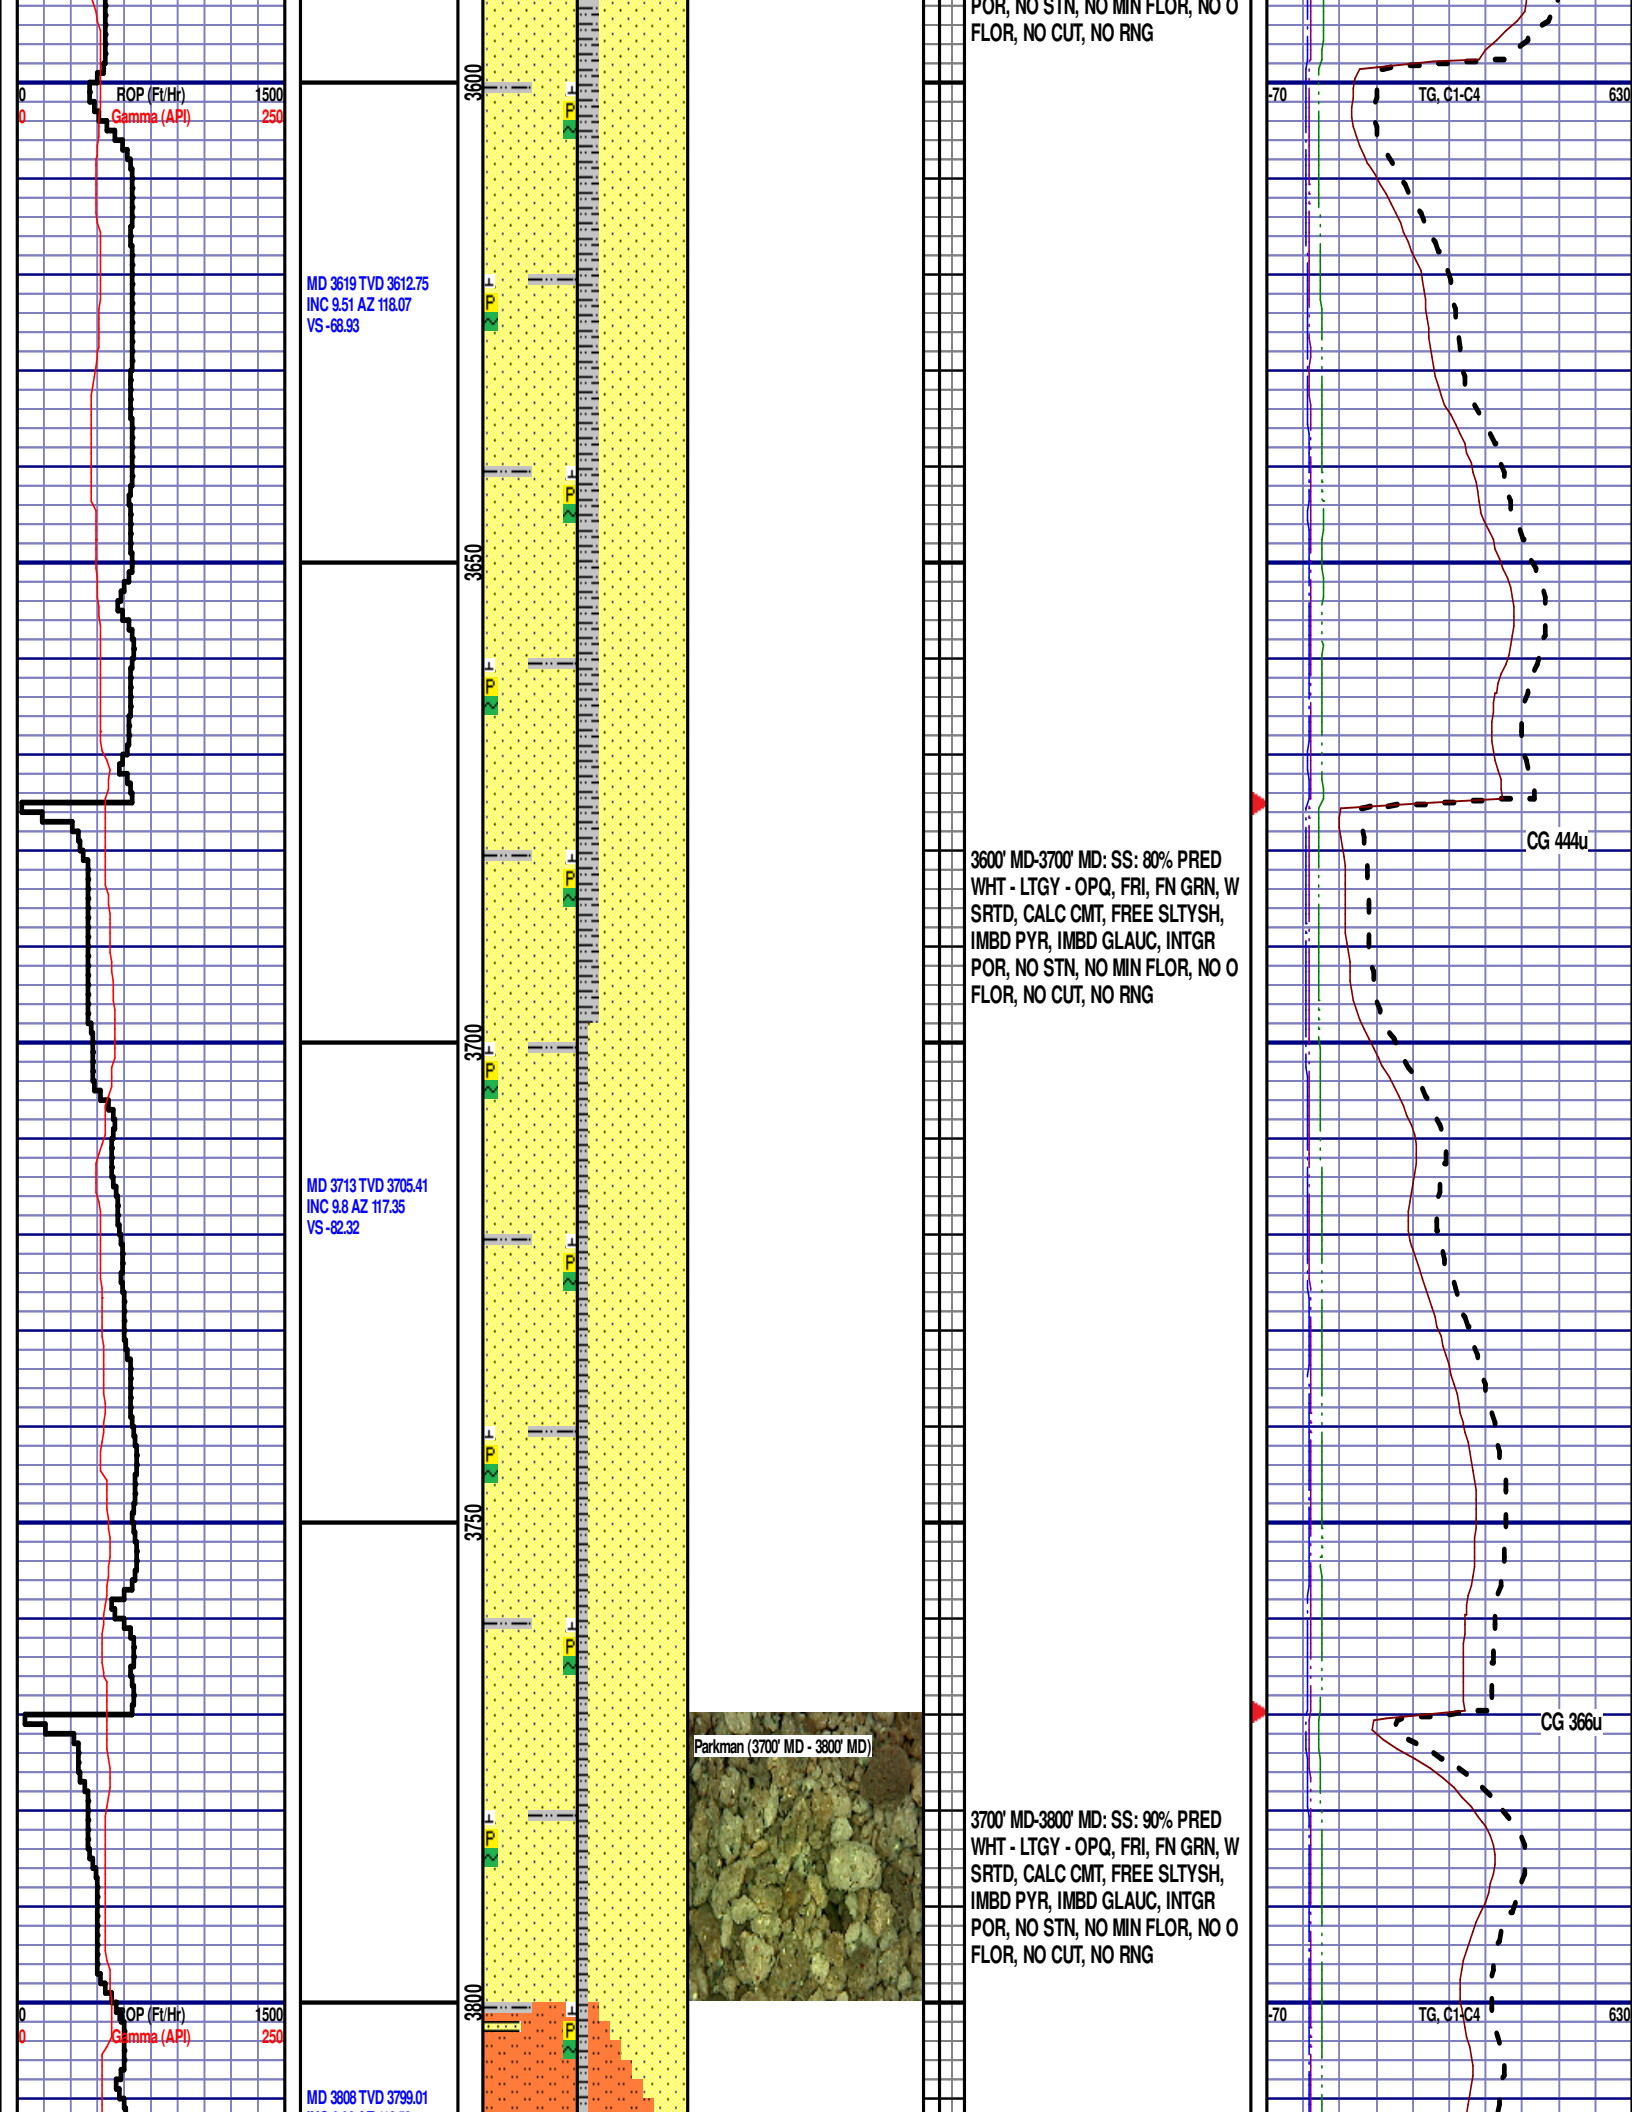 POR, NO STN, NO MIN FLOR, NO O
FLOR, NO CUT, NO RNG
0 ROP (Ft/Hr) 1500
0 Gamma (API) 250
3600
-70 TG, C1-C4 630
MD 3619 TVD 3612.75
INC 9.51 AZ 118.07
VS -68.93
P
P
P
P
3650
CG 444u
3600' MD-3700' MD: SS: 80% PRED
WHT - LTGY - OPQ, FRI, FN GRN, W
SRTD, CALC CMT, FREE SLTYSH,
IMBD PYR, IMBD GLAUC, INTGR
POR, NO STN, NO MIN FLOR, NO O
FLOR, NO CUT, NO RNG
P
3700
P
MD 3713 TVD 3705.41
INC 9.8 AZ 117.35
VS -82.32
P
P
3750
P
CG 366u
Parkman (3700' MD - 3800' MD)
3700' MD-3800' MD: SS: 90% PRED
WHT - LTGY - OPQ, FRI, FN GRN, W
SRTD, CALC CMT, FREE SLTYSH,
IMBD PYR, IMBD GLAUC, INTGR
POR, NO STN, NO MIN FLOR, NO O
FLOR, NO CUT, NO RNG
P
3800
0 ROP (Ft/Hr) 1500
0 Gamma (API) 250
P
-70 TG, C1-C4 630
MD 3808 TVD 3799.01